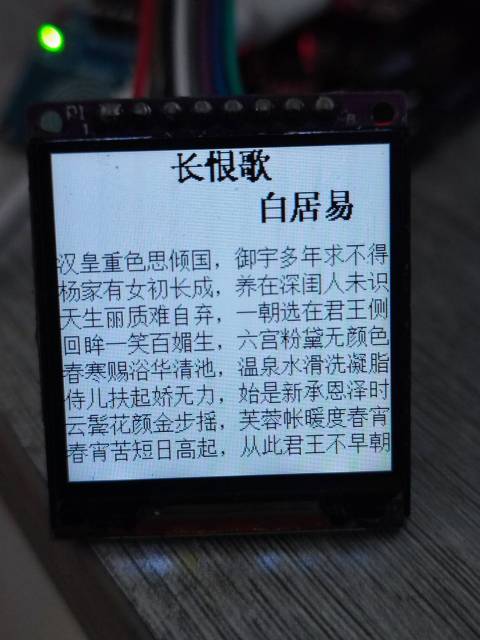 长恨歌
白居易
汉皇重色思倾国，御宇多年求不得
杨家有女初长成，养在深闺人未识
天生丽质难自弃，一朝选在君王侧
回眸一笑百媚生，六宫粉黛无颜色
春寒赐浴华清池，温泉水滑洗凝脂
侍儿扶起娇无力，始是新承恩泽时
云鬓花颜金步摇，芙蓉帐暖度春宵
春宵苦短日高起，从此君王不早朝